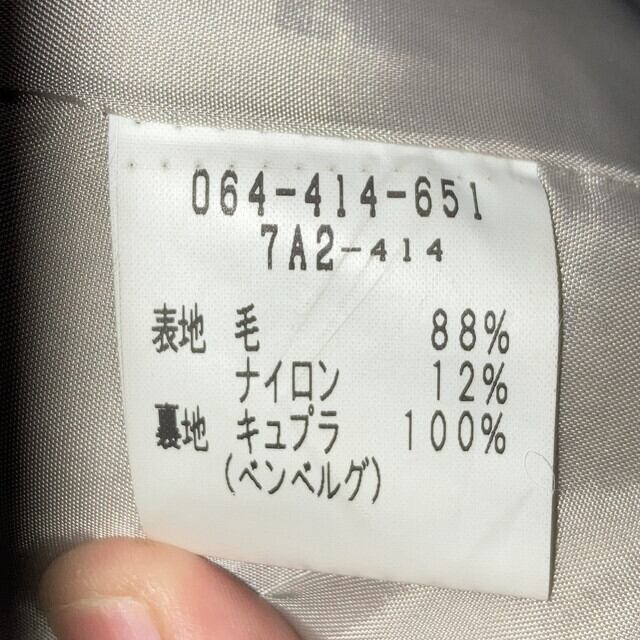 064-414-651
7A2-414
表地 毛 88%
ナイロン 12%
裏地 キュプラ 100%
(ベンベルグ)